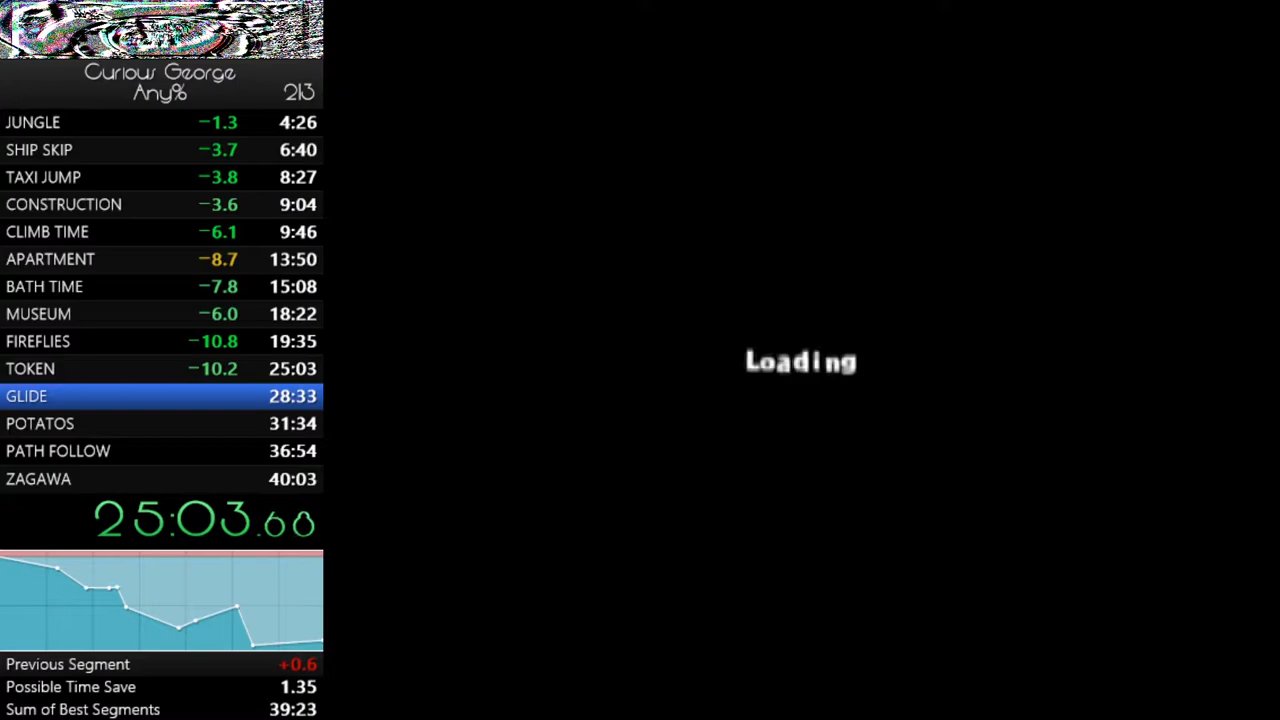 Curious George
Any% 213
JUNGLE -1.3 4:26
SHIP SKIP -3.7 6:40
TAXI JUMP -3.8 8:27
CONSTRUCTION -3.6 9:04
CLIMB TIME -6.1 9:46
APARTMENT -8.7 13:50
BATH TIME -7.8 15:08
MUSEUM -6.0 18:22
FIREFLIES -10.8 19:35
TOKEN -10.2 25:03
GLIDE 28:33
POTATOS 31:34
PATH FOLLOW 36:54
ZAGAWA 40:03
25:03.68
Previous Segment +0.6
Possible Time Save 1.35
Sum of Best Segments 39:23
Loading